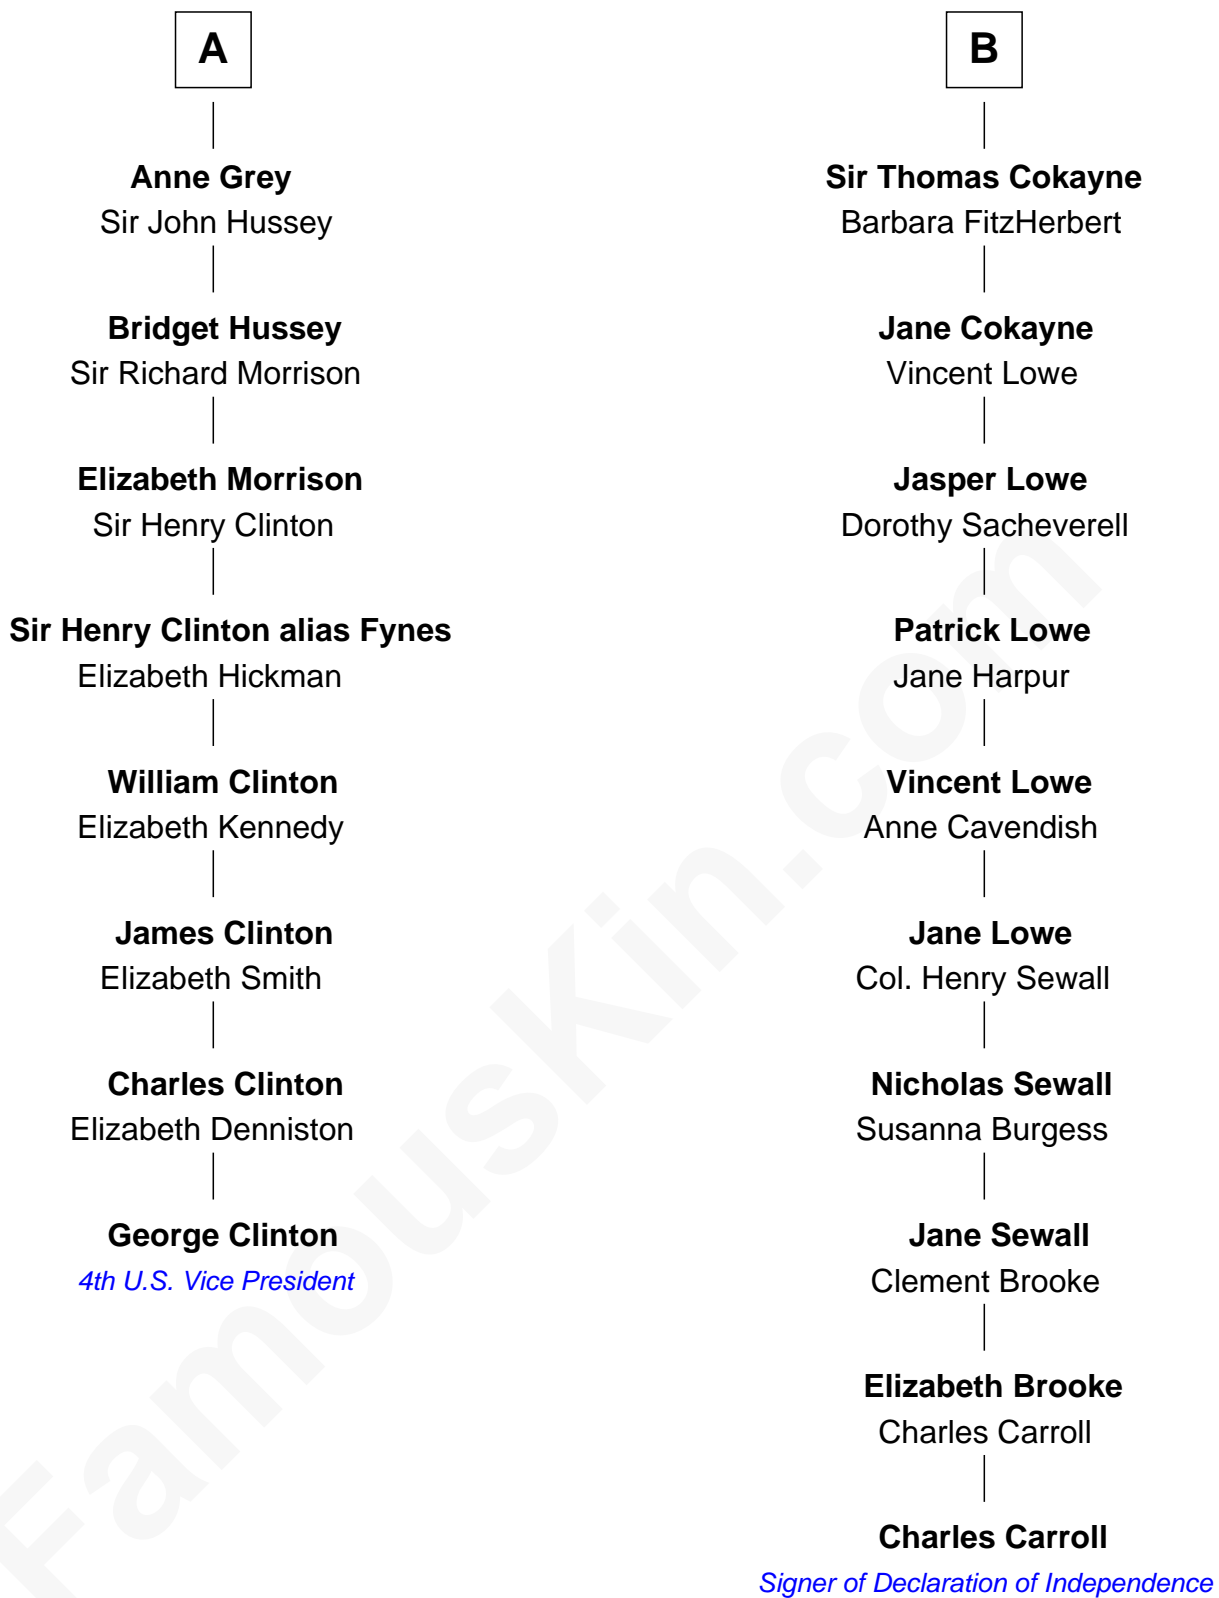 A
Anne Grey
Sir John Hussey
Bridget Hussey
Sir Richard Morrison
Elizabeth Morrison
Sir Henry Clinton
Sir Henry Clinton alias Fynes
Elizabeth Hickman
William Clinton
Elizabeth Kennedy
James Clinton
Elizabeth Smith
Charles Clinton
Elizabeth Denniston
George Clinton
4th U.S. Vice President
B
Sir Thomas Cokayne
Barbara FitzHerbert
Jane Cokayne
Vincent Lowe
Jasper Lowe
Dorothy Sacheverell
Patrick Lowe
Jane Harpur
Vincent Lowe
Anne Cavendish
Jane Lowe
Col. Henry Sewall
Nicholas Sewall
Susanna Burgess
Jane Sewall
Clement Brooke
Elizabeth Brooke
Charles Carroll
Charles Carroll
Signer of Declaration of Independence
FamousKin.com